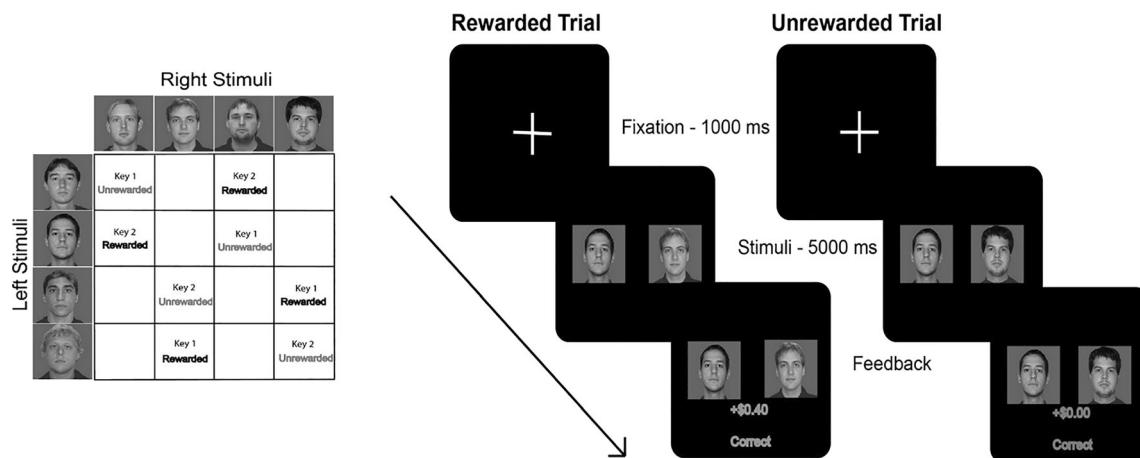 Rewarded Trial
Unrewarded Trial
Right Stimuli
Left Stimuli
Key 1
Unrewarded
Key 2
Rewarded
Key 2
Rewarded
Key 1
Unrewarded
Key 2
Unrewarded
Key 1
Rewarded
Key 1
Rewarded
Key 2
Unrewarded
Fixation - 1000 ms
Stimuli - 5000 ms
Feedback
+$0.40
Correct
+$0.00
Correct